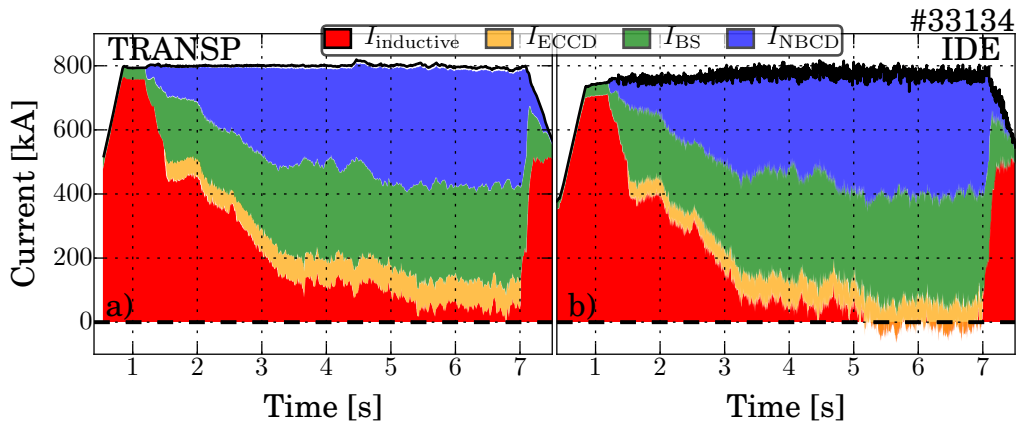 #33134
TRANSP
I_inductive I_ECCD I_BS I_NBCD
IDE
Current [kA]
800
600
400
200
0
a)
b)
1 2 3 4 5 6 7
1 2 3 4 5 6 7
Time [s]
Time [s]